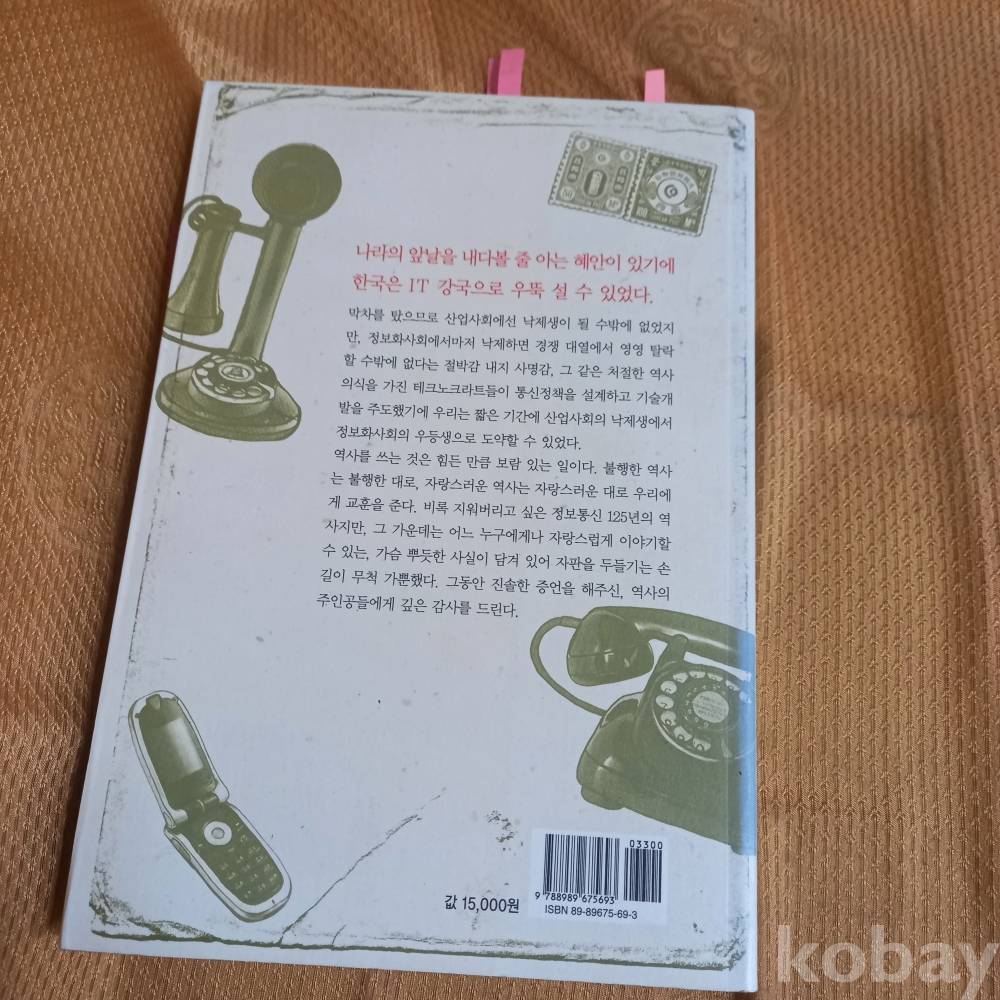 나라의 앞날을 내다볼 줄 아는 혜안이 있기에
한국은 IT 강국으로 우뚝 설 수 있었다.
막차를 탔으므로 산업사회에선 낙제생이 될 수밖에 없었지
만, 정보화사회에서마저 낙제하면 경쟁 대열에서 영영 탈락
할 수밖에 없다는 절박감 내지 사명감, 그 같은 처절한 역사
의식을 가진 테크노크라트들이 통신정책을 설계하고 기술개
발을 주도했기에 우리는 짧은 기간에 산업사회의 낙제생에서
정보화사회의 우등생으로 도약할 수 있었다.
역사를 쓰는 것은 힘든 만큼 보람 있는 일이다. 불행한 역사
는 불행한 대로, 자랑스러운 역사는 자랑스러운 대로 우리에
게 교훈을 준다. 비록 지워버리고 싶은 정보통신 125년의 역
사지만, 그 가운데는 어느 누구에게나 자랑스럽게 이야기할
수 있는, 가슴 뿌듯한 사실이 담겨 있어 자판을 두들기는 손
길이 무척 가뿐했다. 그동안 진솔한 증언을 해주신, 역사의
주인공들에게 깊은 감사를 드린다.
값 15,000원
03300
9 788989 675693
ISBN 89-89675-69-3
kobay